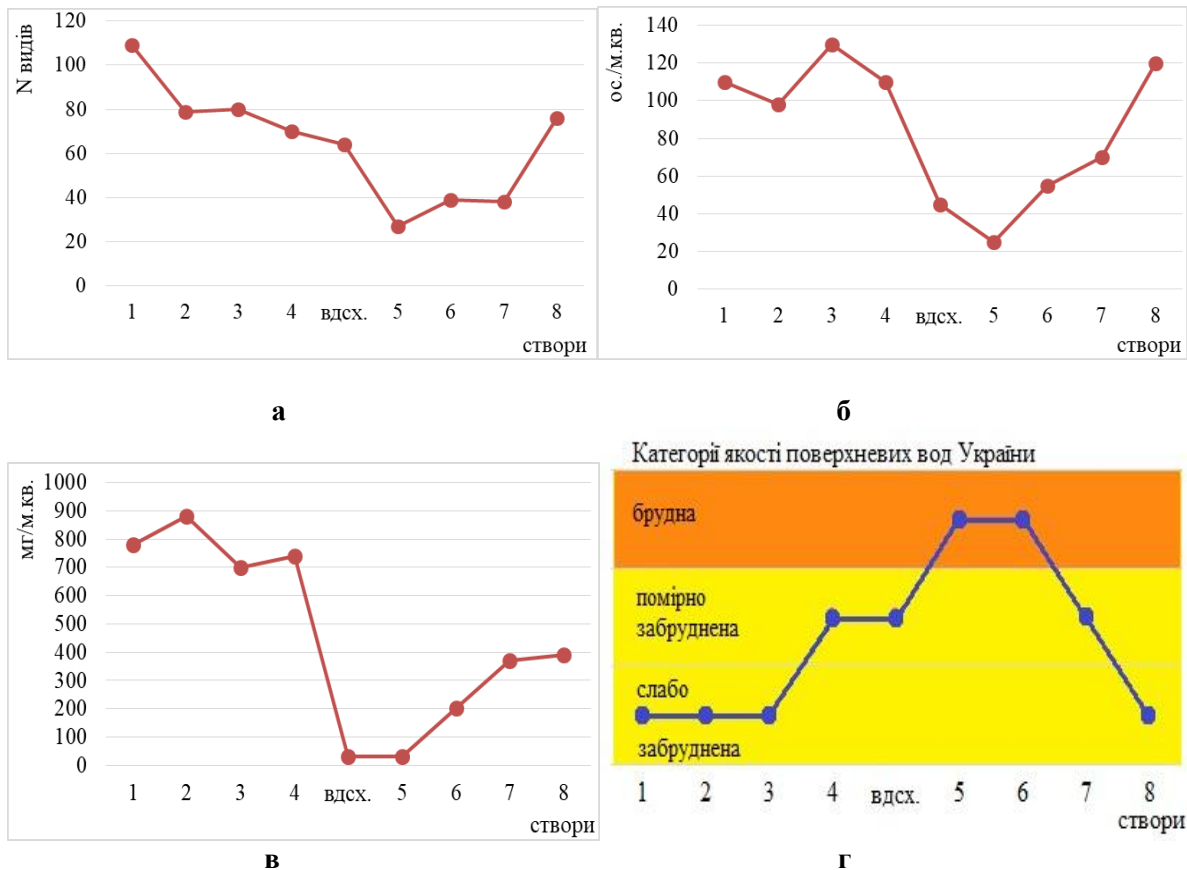 N видів
120
100
80
60
40
20
0
1 2 3 4 вдсх. 5 6 7 8
створи
а
ос./м.кв.
140
120
100
80
60
40
20
0
1 2 3 4 вдсх. 5 6 7 8
створи
б
мг/м.кв.
1000
900
800
700
600
500
400
300
200
100
0
1 2 3 4 вдсх. 5 6 7 8
створи
в
Категорії якості поверхневих вод України
брудна
помірно
забруднена
слабо
забруднена
1 2 3 4 вдсх. 5 6 7 8
створи
г